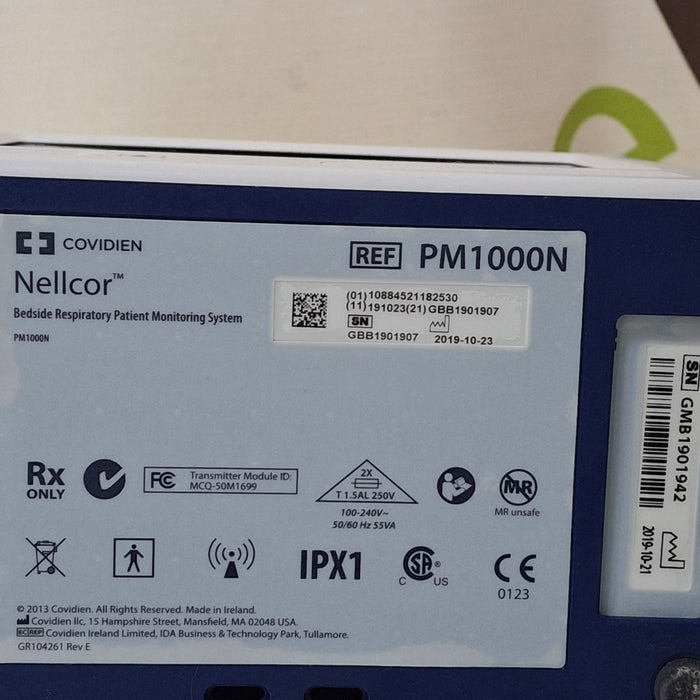 COVIDIEN
REF PM1000N
Nellcor™
Bedside Respiratory Patient Monitoring System
PM1000N
(01)10884521182530
(11)191023(21)GBB1901907
SN
GBB1901907 2019-10-23
SN GMB1901942
2019-10-21
Rx
ONLY
FC Transmitter Module ID:
MCQ-50M1699
2X
T 1.5AL 250V
100-240V~
50/60 Hz 55VA
MR
MR unsafe
IPX1
C SA® US
CE
0123
© 2013 Covidien. All Rights Reserved. Made in Ireland.
Covidien llc, 15 Hampshire Street, Mansfield, MA 02048 USA.
EC REP Covidien Ireland Limited, IDA Business & Technology Park, Tullamore.
GR104261 Rev E